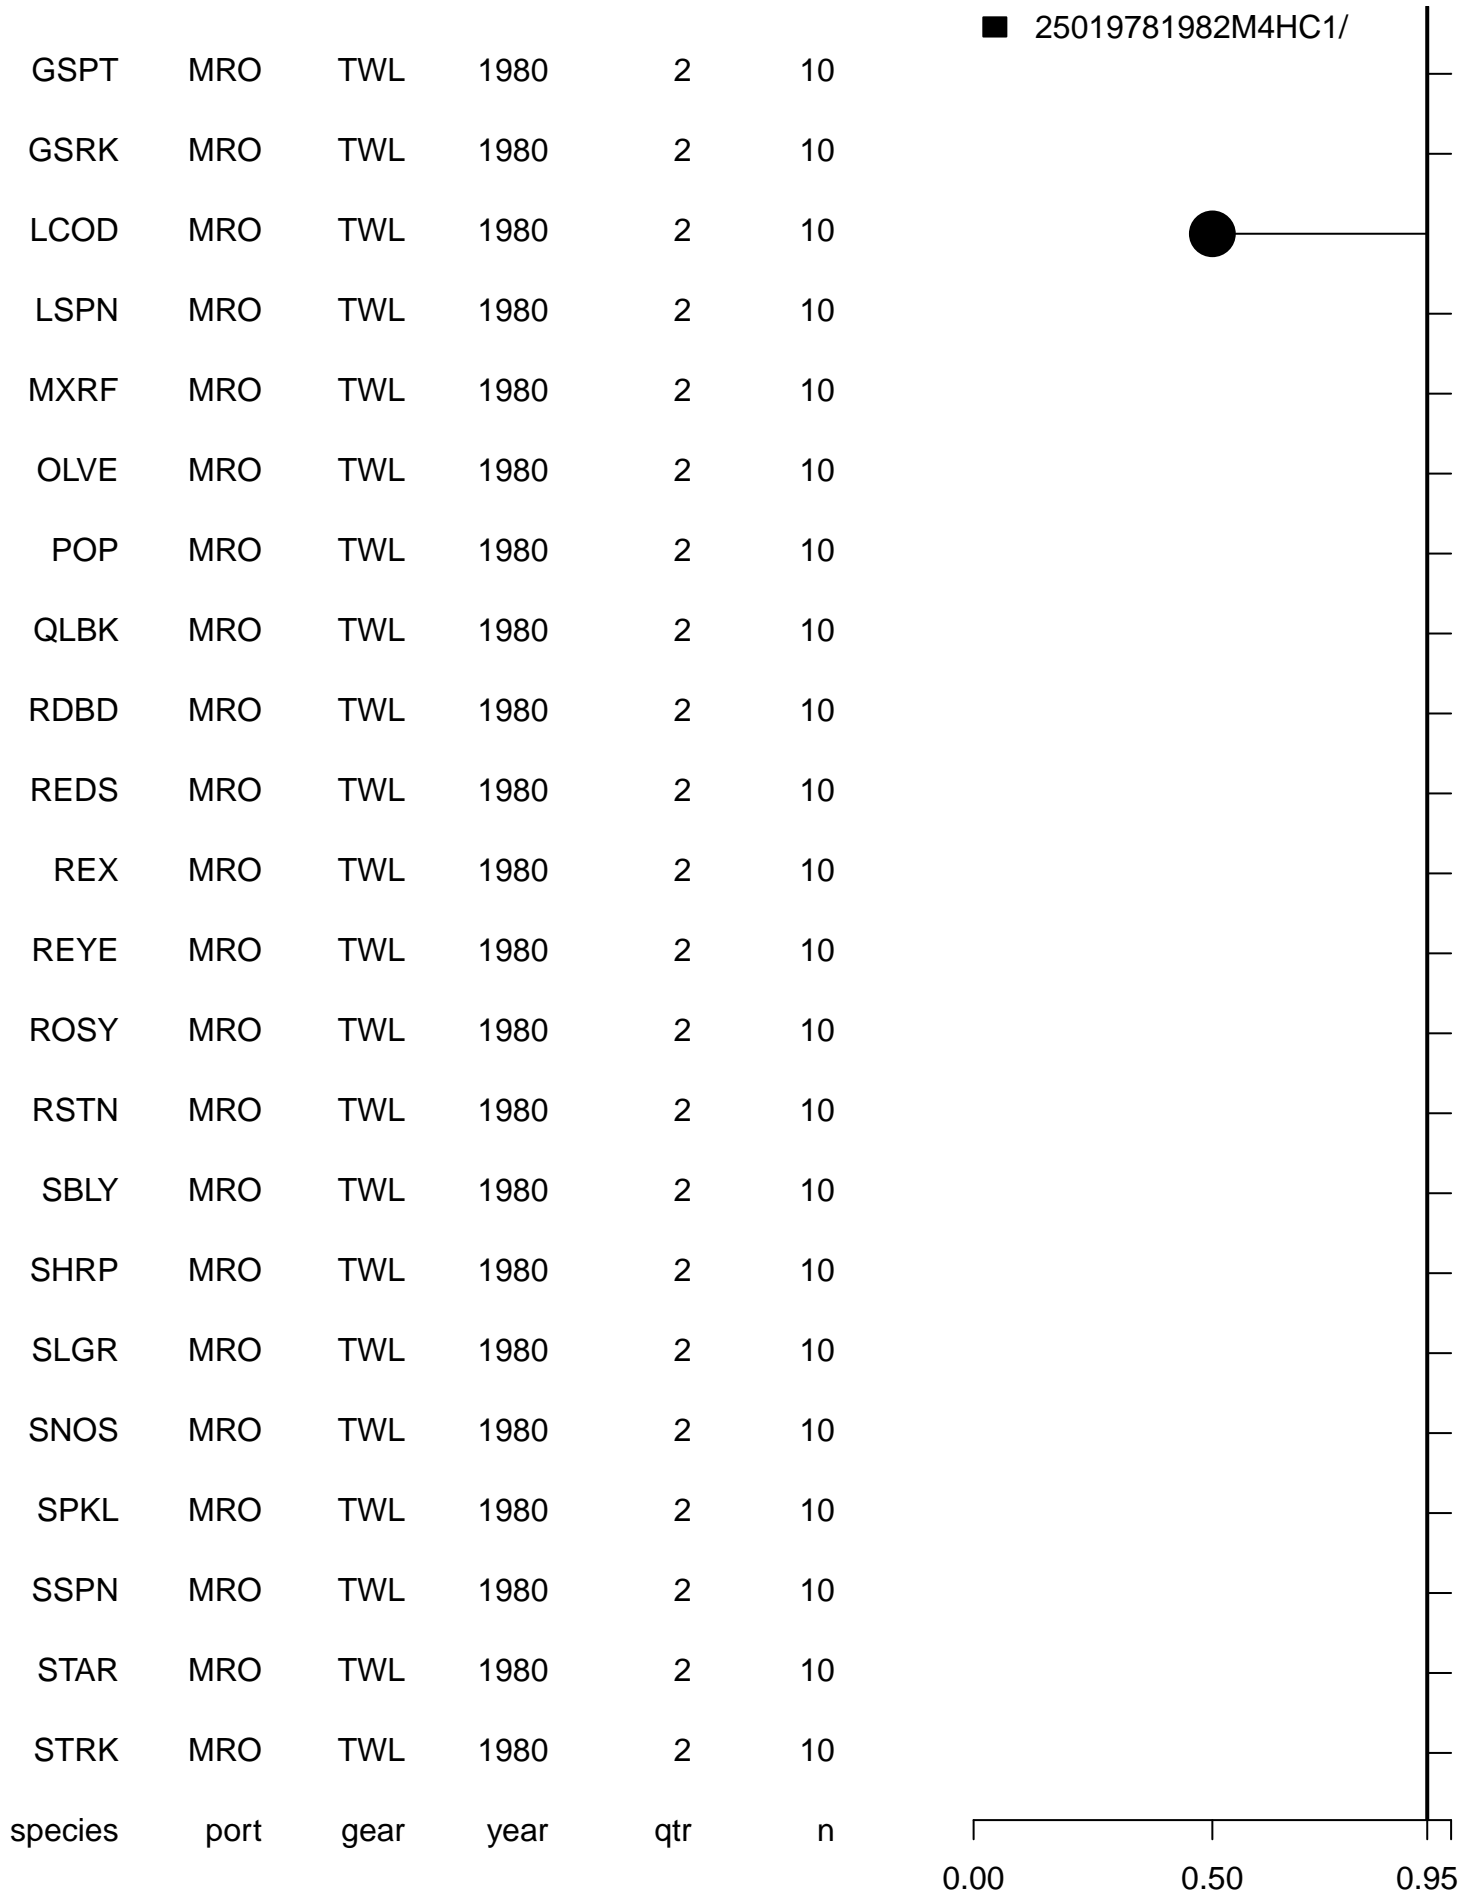 25019781982M4HC1/
GSPT MRO TWL 1980 2 10
GSRK MRO TWL 1980 2 10
LCOD MRO TWL 1980 2 10
LSPN MRO TWL 1980 2 10
MXRF MRO TWL 1980 2 10
OLVE MRO TWL 1980 2 10
POP MRO TWL 1980 2 10
QLBK MRO TWL 1980 2 10
RDBD MRO TWL 1980 2 10
REDS MRO TWL 1980 2 10
REX MRO TWL 1980 2 10
REYE MRO TWL 1980 2 10
ROSY MRO TWL 1980 2 10
RSTN MRO TWL 1980 2 10
SBLY MRO TWL 1980 2 10
SHRP MRO TWL 1980 2 10
SLGR MRO TWL 1980 2 10
SNOS MRO TWL 1980 2 10
SPKL MRO TWL 1980 2 10
SSPN MRO TWL 1980 2 10
STAR MRO TWL 1980 2 10
STRK MRO TWL 1980 2 10
species port gear year qtr n
0.00 0.50 0.95